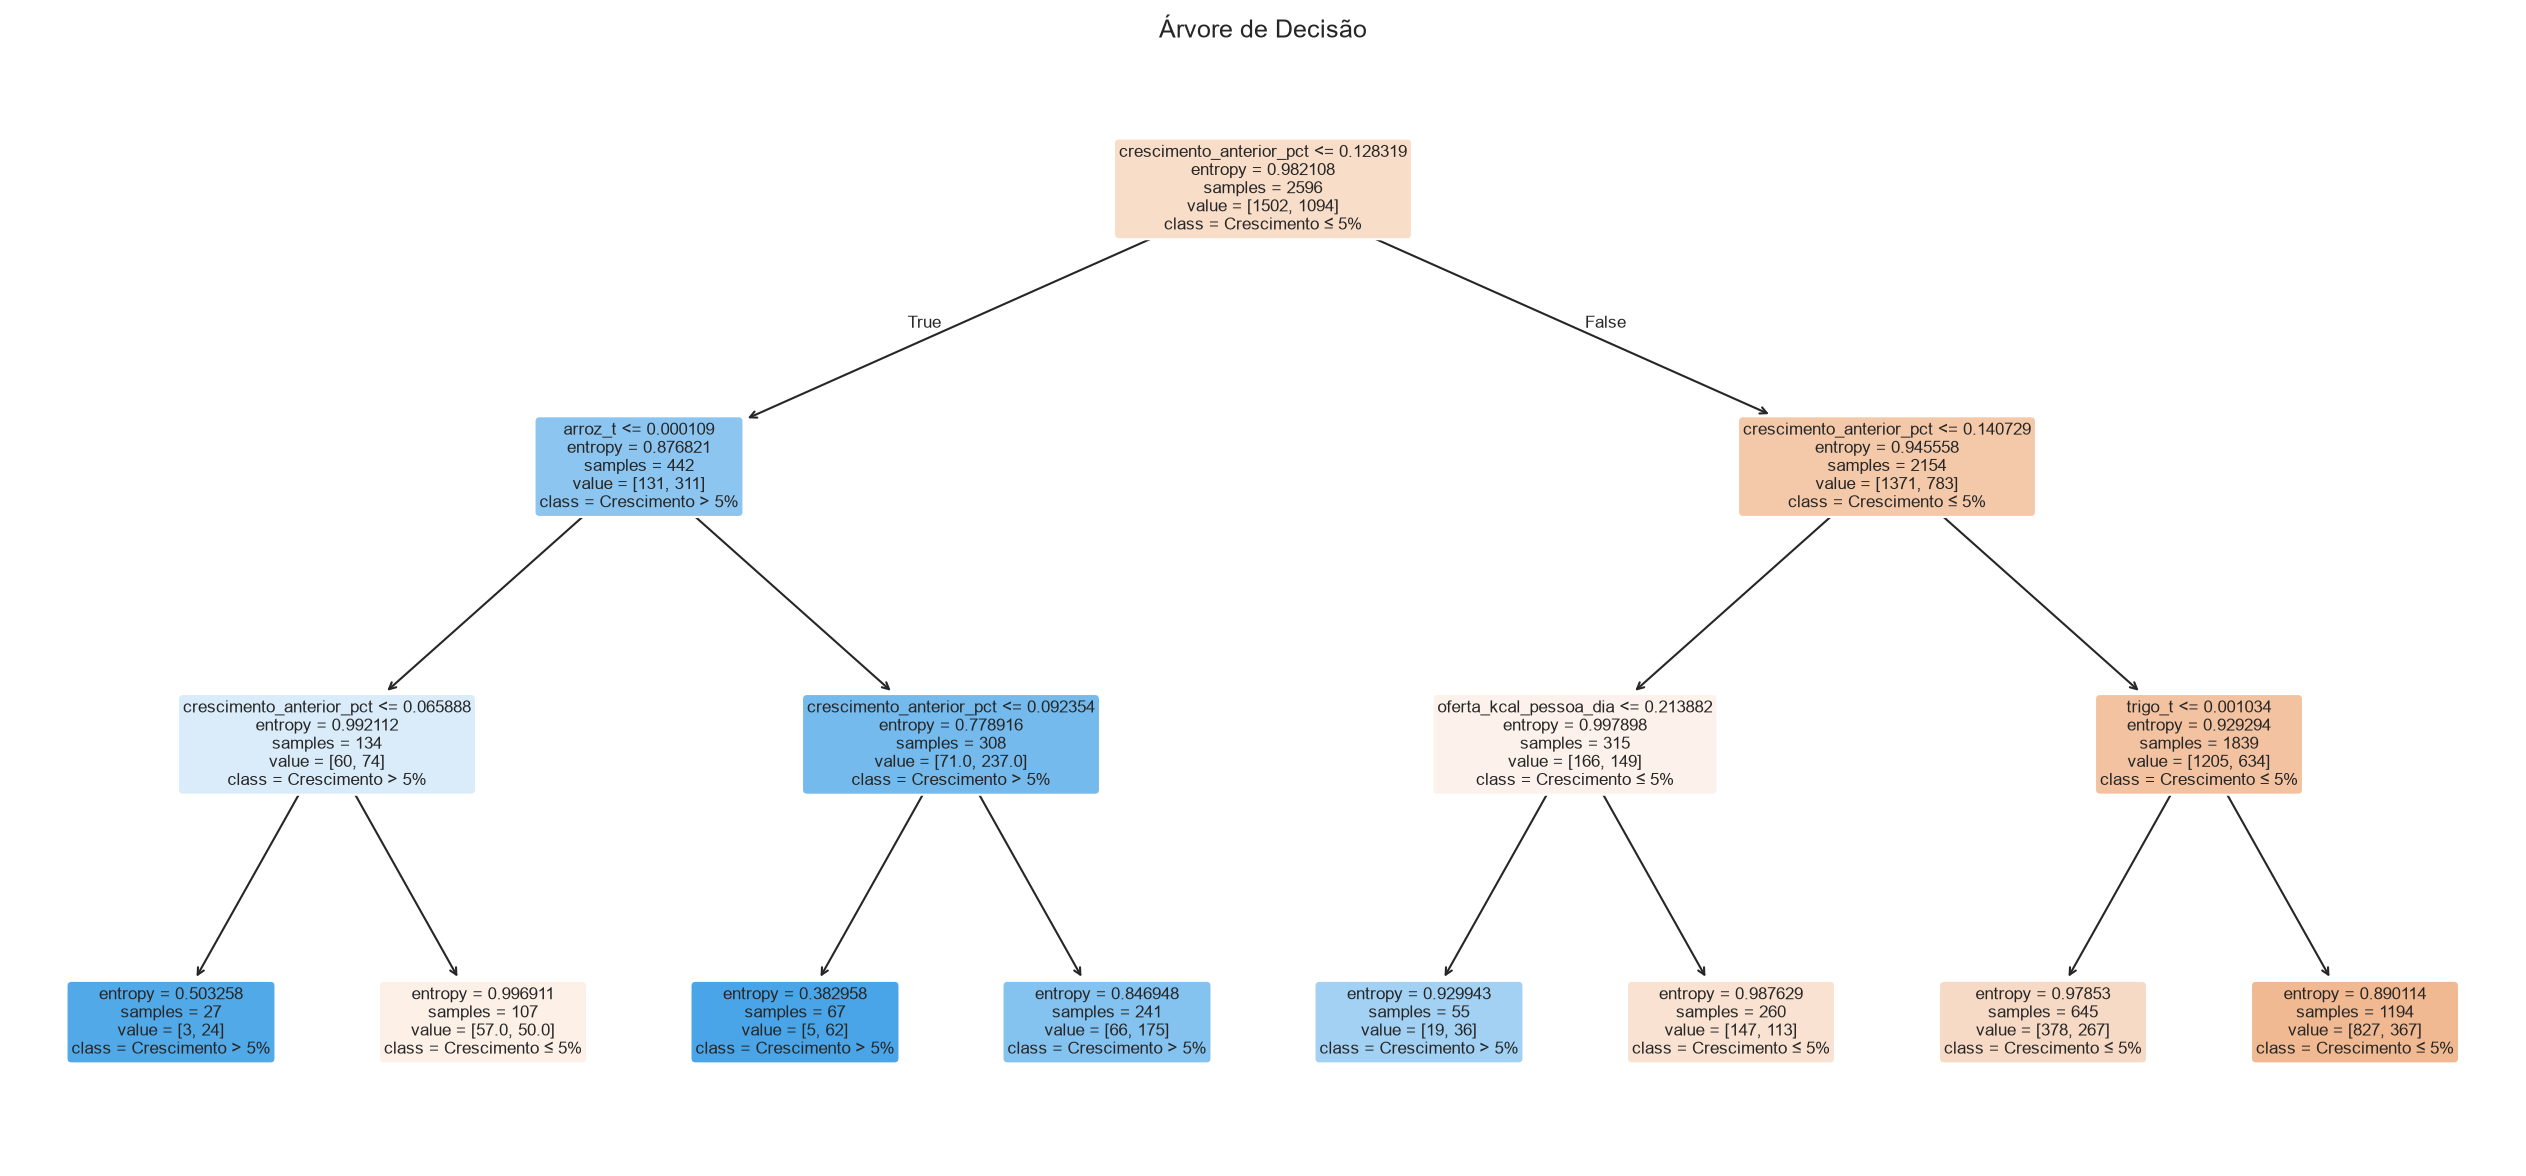 Árvore de Decisão
crescimento_anterior_pct <= 0.128319
entropy = 0.982108
samples = 2596
value = [1502, 1094]
class = Crescimento ≤ 5%
True
False
arroz_t <= 0.000109
entropy = 0.876821
samples = 442
value = [131, 311]
class = Crescimento > 5%
crescimento_anterior_pct <= 0.140729
entropy = 0.945558
samples = 2154
value = [1371, 783]
class = Crescimento ≤ 5%
crescimento_anterior_pct <= 0.065888
entropy = 0.992112
samples = 134
value = [60, 74]
class = Crescimento > 5%
crescimento_anterior_pct <= 0.092354
entropy = 0.778916
samples = 308
value = [71.0, 237.0]
class = Crescimento > 5%
oferta_kcal_pessoa_dia <= 0.213882
entropy = 0.997898
samples = 315
value = [166, 149]
class = Crescimento ≤ 5%
trigo_t <= 0.001034
entropy = 0.929294
samples = 1839
value = [1205, 634]
class = Crescimento ≤ 5%
entropy = 0.503258
samples = 27
value = [3, 24]
class = Crescimento > 5%
entropy = 0.996911
samples = 107
value = [57.0, 50.0]
class = Crescimento ≤ 5%
entropy = 0.382958
samples = 67
value = [5, 62]
class = Crescimento > 5%
entropy = 0.846948
samples = 241
value = [66, 175]
class = Crescimento > 5%
entropy = 0.929943
samples = 55
value = [19, 36]
class = Crescimento > 5%
entropy = 0.987629
samples = 260
value = [147, 113]
class = Crescimento ≤ 5%
entropy = 0.97853
samples = 645
value = [378, 267]
class = Crescimento ≤ 5%
entropy = 0.890114
samples = 1194
value = [827, 367]
class = Crescimento ≤ 5%